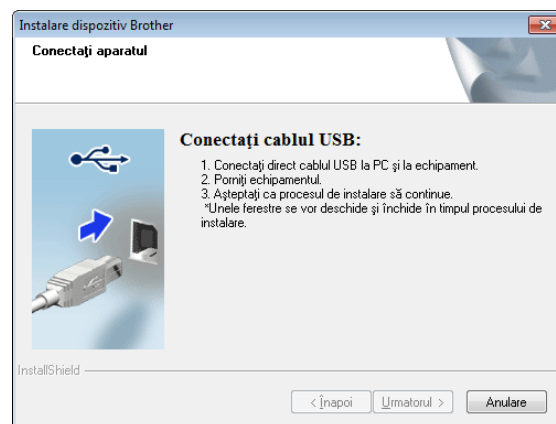 Instalare dispozitiv Brother
Conectaţi aparatul
Conectaţi cablul USB:
1. Conectaţi direct cablul USB la PC şi la echipament.
2. Porniţi echipamentul.
3. Aşteptaţi ca procesul de instalare să continue.
*Unele ferestre se vor deschide şi închide în timpul procesului de
instalare.
InstallShield
< Înapoi
Urmatorul >
Anulare